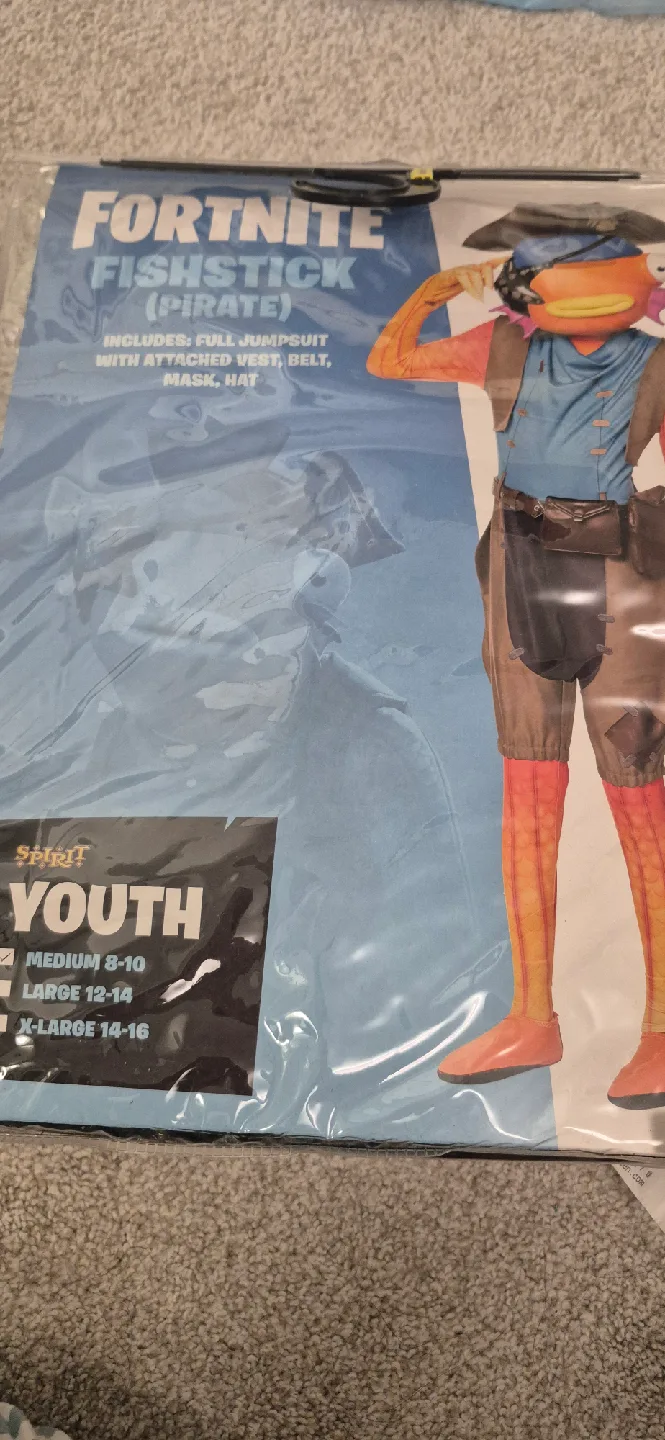 FORTNITE
FISHSTICK
(PIRATE)
INCLUDES: FULL JUMPSUIT
WITH ATTACHED VEST, BELT,
MASK, HAT
SPIRIT
YOUTH
MEDIUM 8-10
LARGE 12-14
X-LARGE 14-16